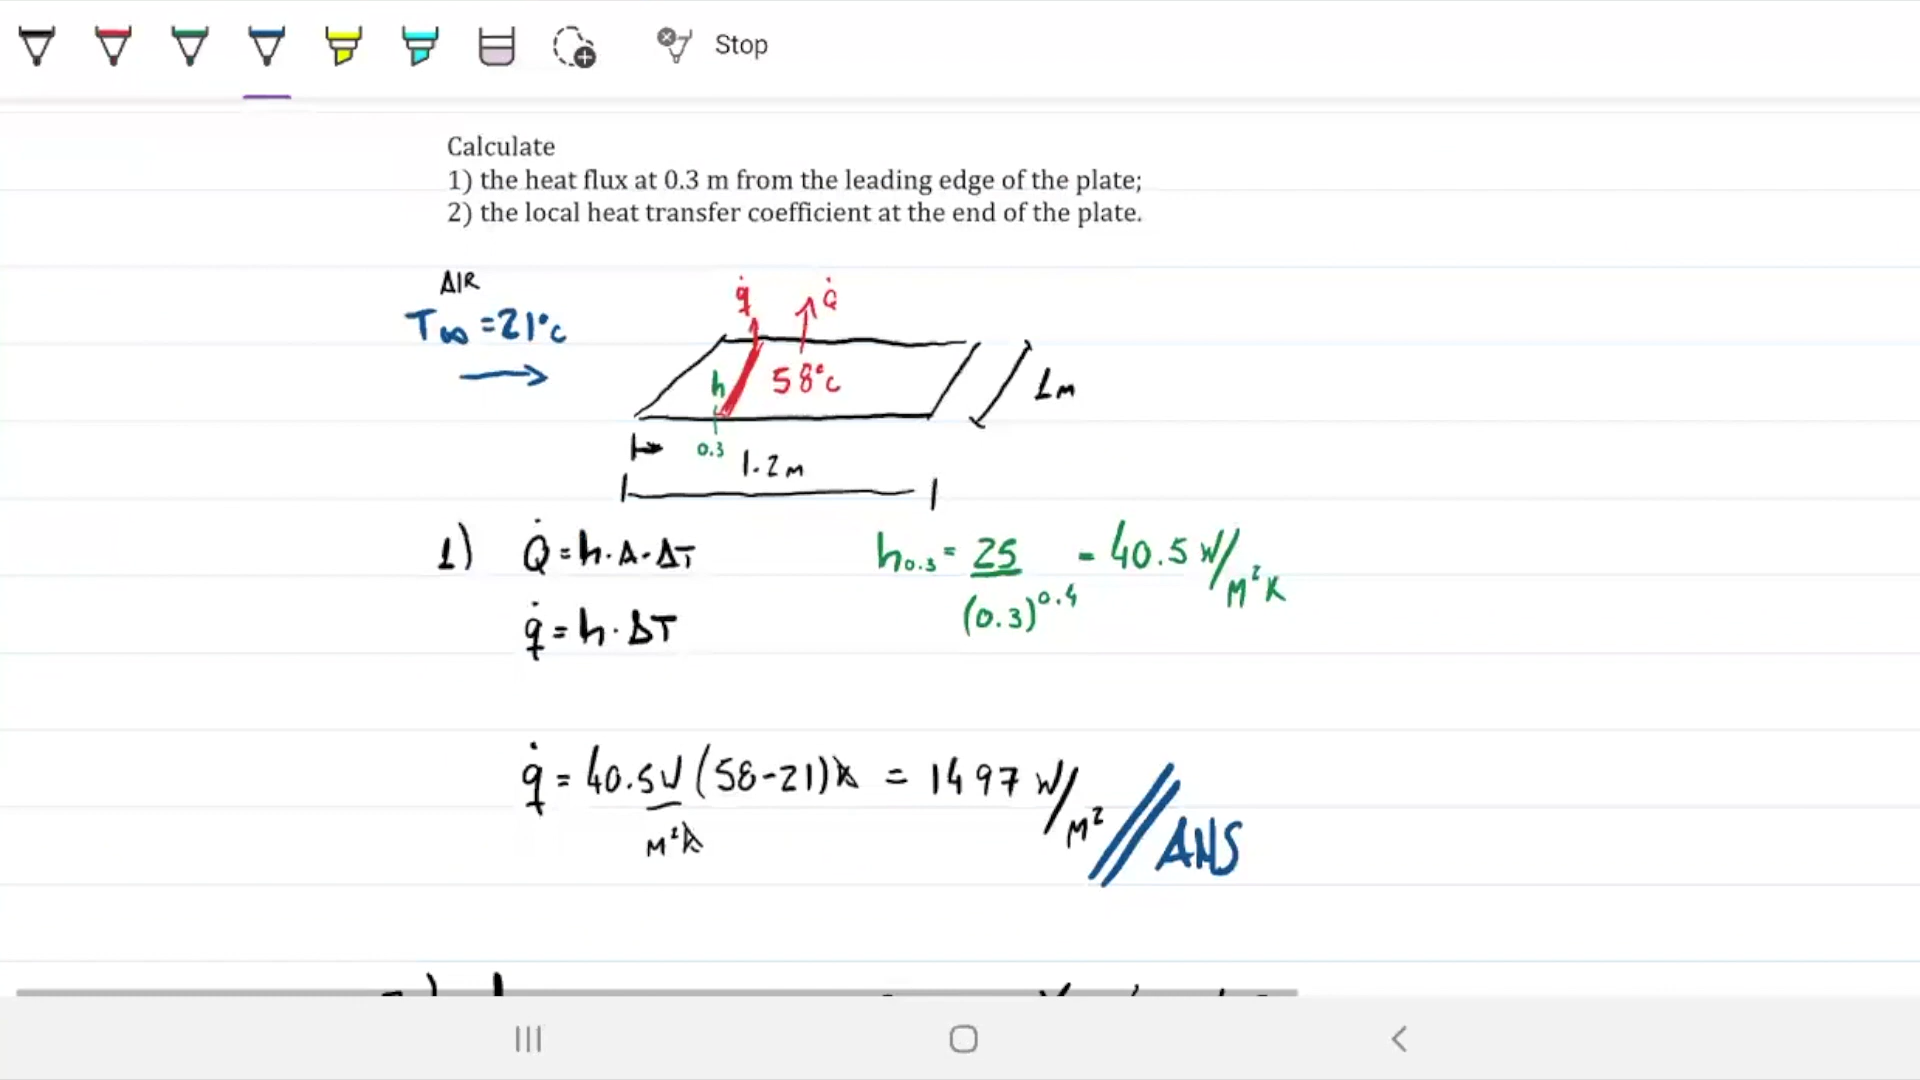 Stop
Calculate
1) the heat flux at 0.3 m from the leading edge of the plate;
2) the local heat transfer coefficient at the end of the plate.
AIR
T∞ = 21°C
q̇ Q̇
h 58°C
1m
0.3
1.2m
1) Q̇ = h·A·ΔT
h0.3 = 25/(0.3)^0.4 = 40.5 W/m²K
q̇ = h·ΔT
q̇ = 40.5 W/m²K (58-21)K = 1497 W/m² // ANS